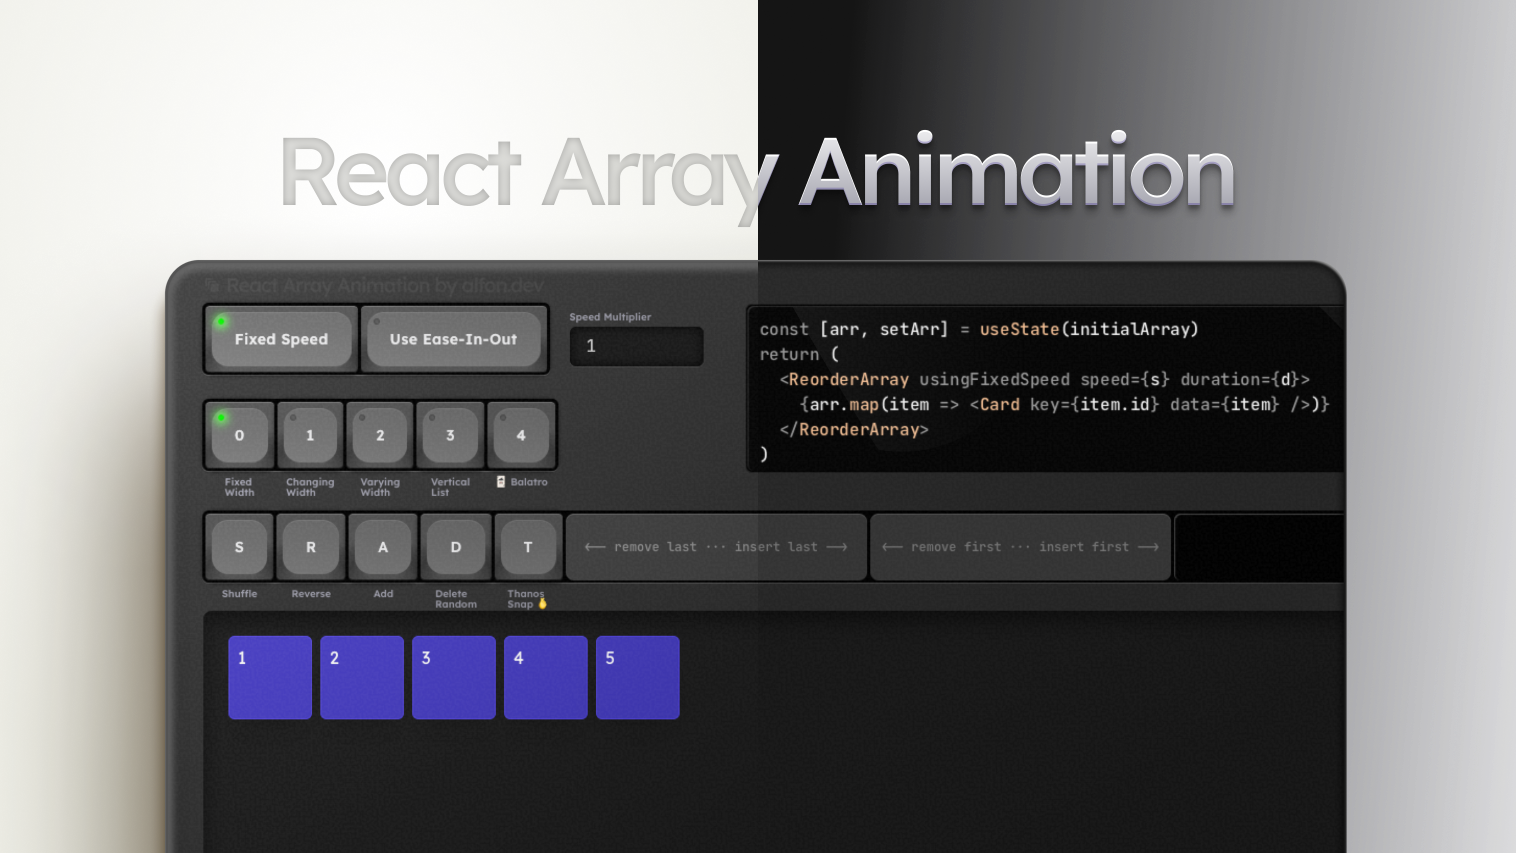 React Array Animation
React Array Animation by alfon.dev
Fixed Speed
Use Ease-In-Out
Speed Multiplier
1
const [arr, setArr] = useState(initialArray)
return (
  <ReorderArray usingFixedSpeed speed={s} duration={d}>
    {arr.map(item => <Card key={item.id} data={item} />)}
  </ReorderArray>
)
0
1
2
3
4
Fixed
Width
Changing
Width
Varying
Width
Vertical
List
🃏 Balatro
S
R
A
D
T
⟵ remove last ··· insert last ⟶
⟵ remove first ··· insert first ⟶
Shuffle
Reverse
Add
Delete
Random
Thanos
Snap 🫰
1
2
3
4
5